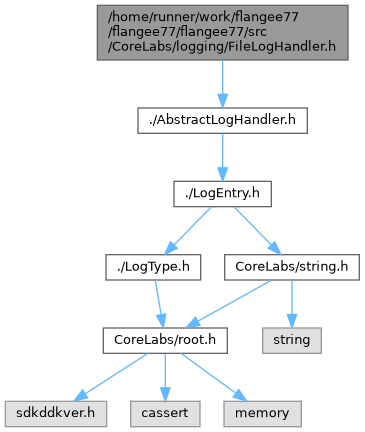 /home/runner/work/flangee77
/flangee77/flangee77/src
/CoreLabs/logging/FileLogHandler.h
./AbstractLogHandler.h
./LogEntry.h
./LogType.h
CoreLabs/string.h
CoreLabs/root.h
string
sdkddkver.h
cassert
memory